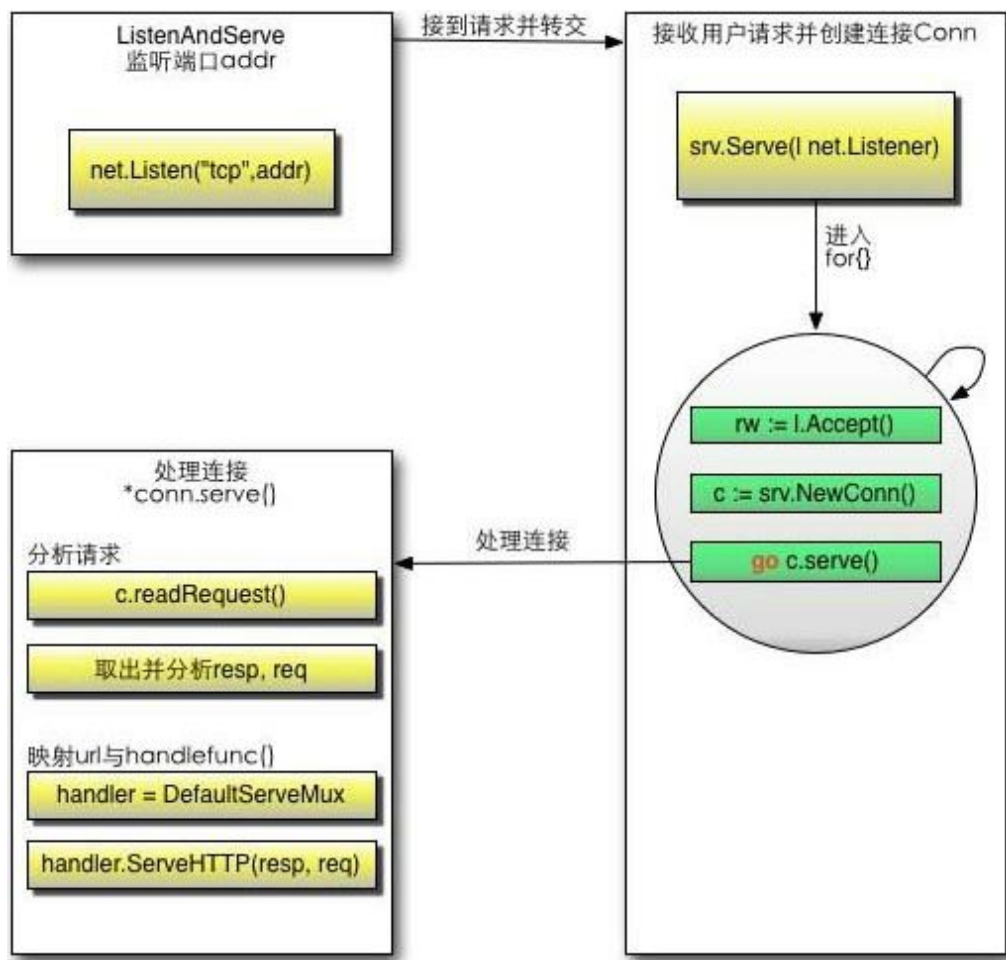 ListenAndServe
监听端口addr
net.Listen("tcp",addr)
接到请求并转交
接收用户请求并创建连接Conn
srv.Serve(l net.Listener)
进入
for{}
rw := l.Accept()
c := srv.NewConn()
go c.serve()
处理连接
处理连接
*conn.serve()
分析请求
c.readRequest()
取出并分析resp, req
映射url与handlefunc()
handler = DefaultServeMux
handler.ServeHTTP(resp, req)